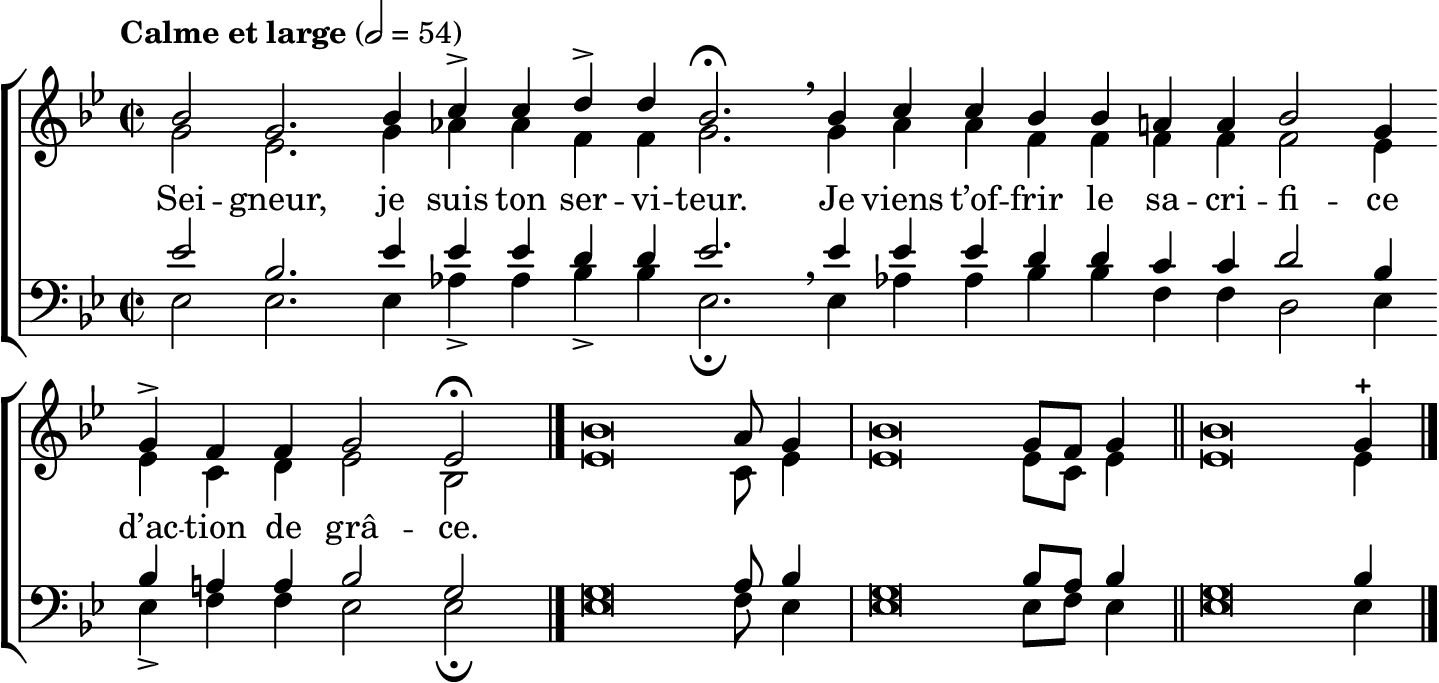 Calme et large (𝅗𝅥 = 54)
Sei -- gneur, je suis ton ser -- vi -- teur. Je viens t’of -- frir le sa -- cri -- fi -- ce
d’ac -- tion de grâ -- ce.